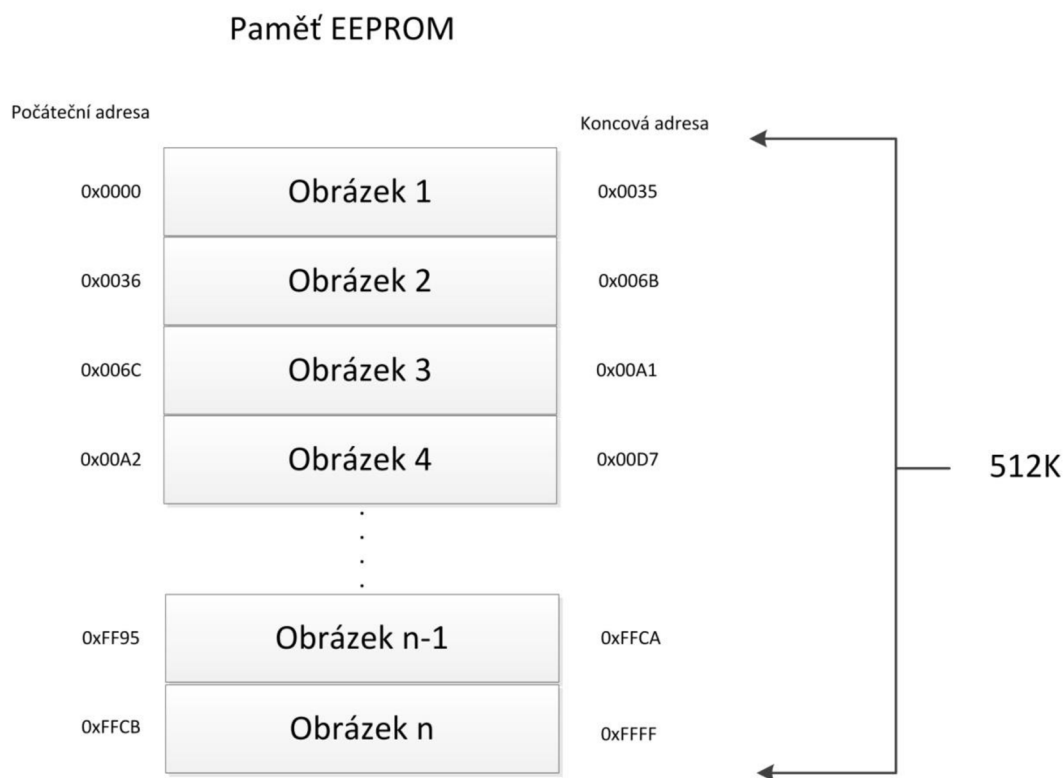 Paměť EEPROM
Počáteční adresa
Koncová adresa
0x0000 Obrázek 1 0x0035
0x0036 Obrázek 2 0x006B
0x006C Obrázek 3 0x00A1
0x00A2 Obrázek 4 0x00D7
512K
0xFF95 Obrázek n-1 0xFFCA
0xFFCB Obrázek n 0xFFFF